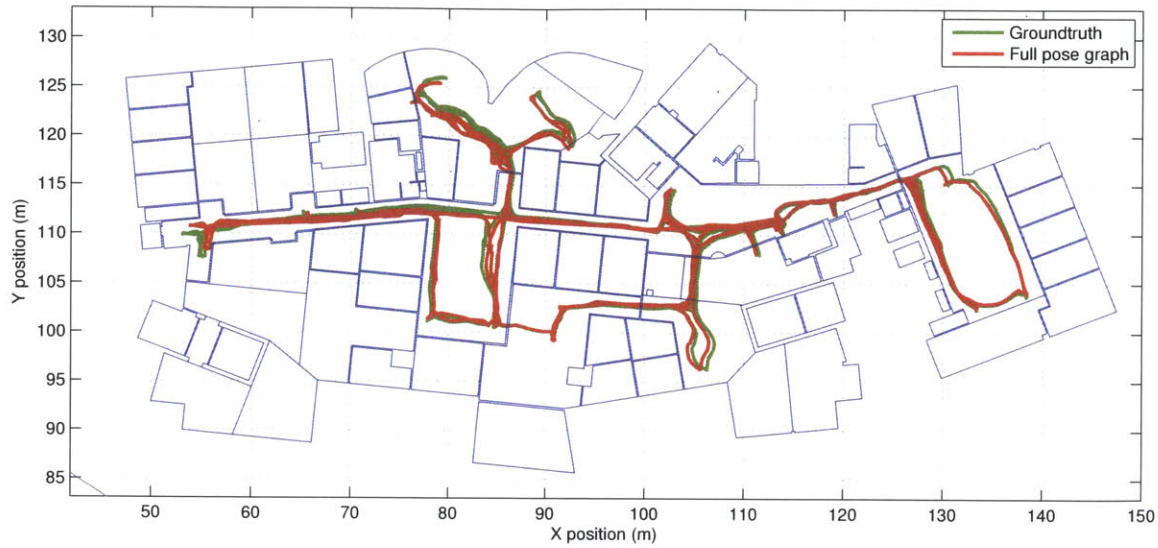 Groundtruth
Full pose graph
130
125
120
115
110
105
100
95
90
85
Y position (m)
50 60 70 80 90 100 110 120 130 140 150
X position (m)